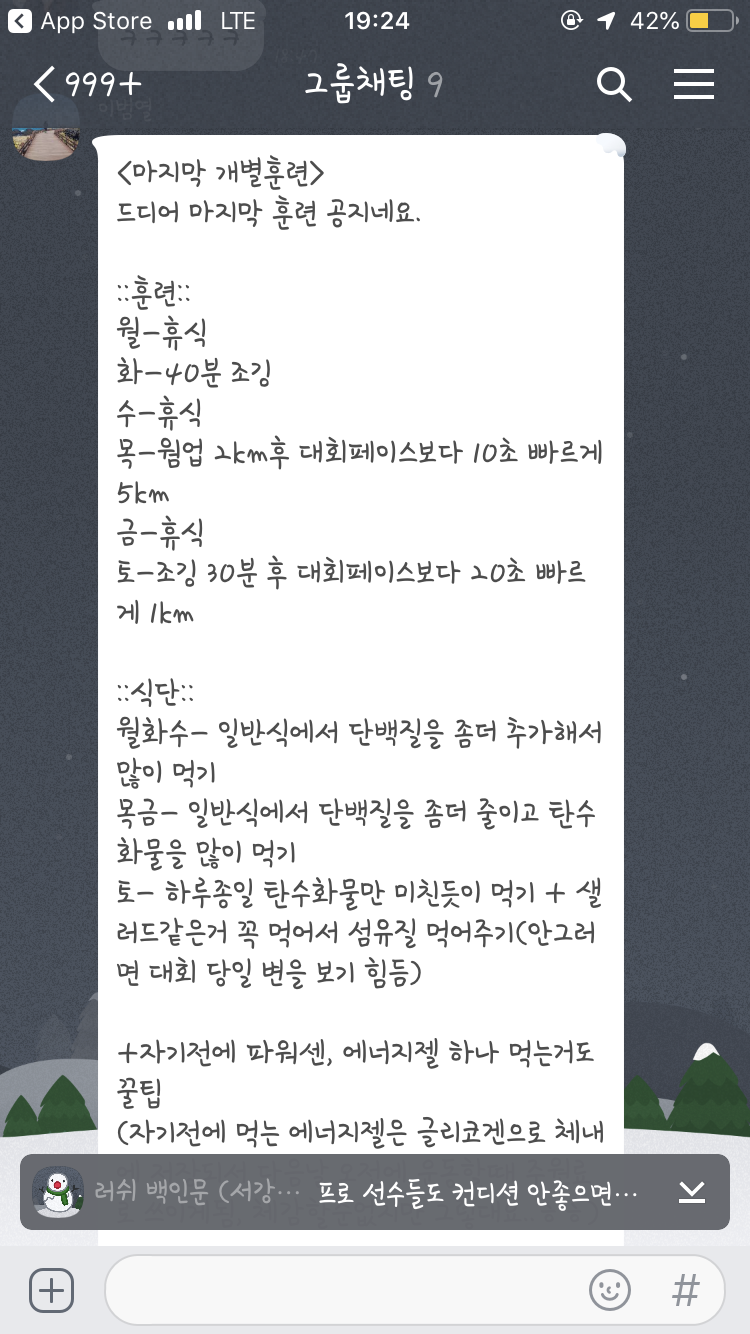 App Store LTE 19:24 42%
999+ 그룹채팅 9
<마지막 개별훈련>
드디어 마지막 훈련 공지네요.
::훈련::
월-휴식
화-40분 조깅
수-휴식
목-웜업 2km후 대회페이스보다 10초 빠르게
5km
금-휴식
토-조깅 30분 후 대회페이스보다 20초 빠르
게 1km
::식단::
월화수- 일반식에서 단백질을 좀더 추가해서
많이 먹기
목금- 일반식에서 단백질을 좀더 줄이고 탄수
화물을 많이 먹기
토- 하루종일 탄수화물만 미친듯이 먹기 + 샐
러드같은거 꼭 먹어서 섬유질 먹어주기(안그러
면 대회 당일 변을 보기 힘듬)
+자기전에 파워센, 에너지젤 하나 먹는거도
꿀팁
(자기전에 먹는 에너지젤은 글리코겐으로 체내
러쉬 백인문 (서강... 프로 선수들도 컨디션 안좋으면...
#